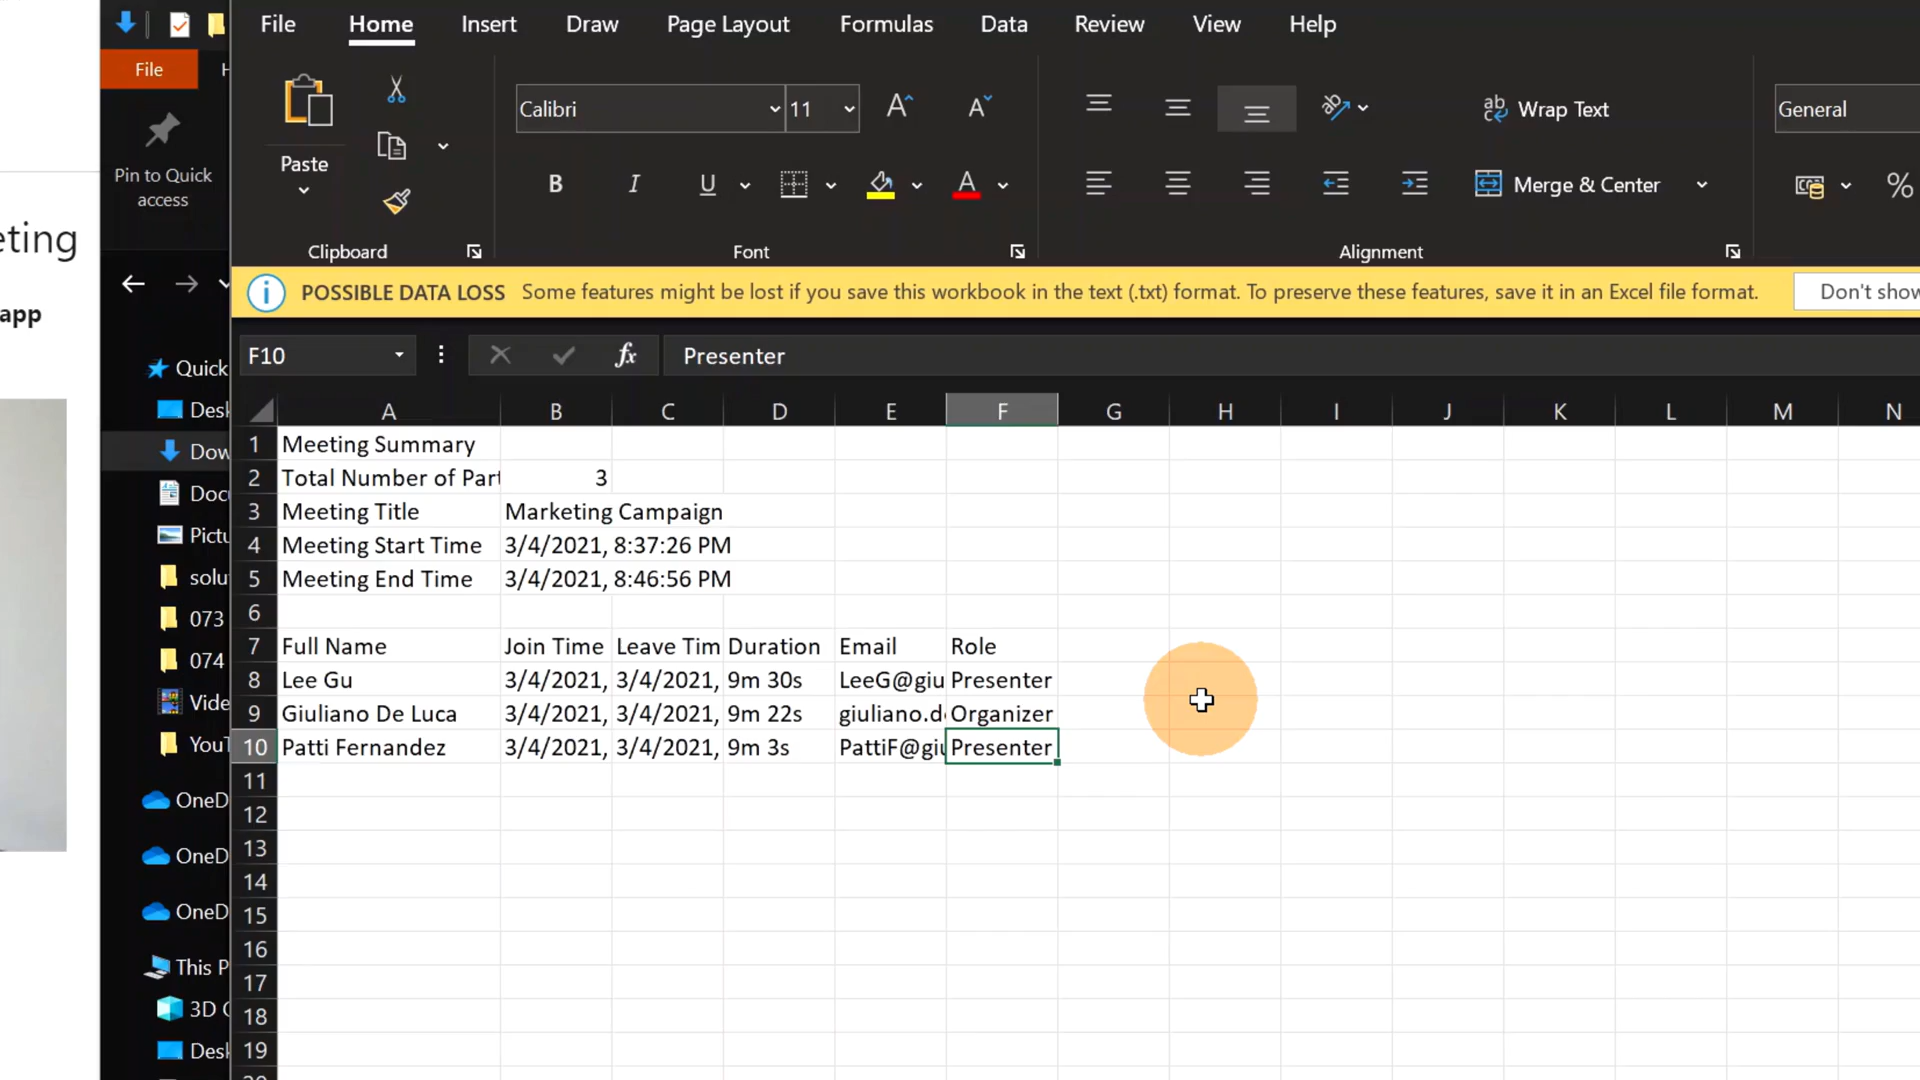 File Home Insert Draw Page Layout Formulas Data Review View Help
File
Pin to Quick
access
eting
app
Paste
Calibri 11
ab Wrap Text
General
B I U A
Merge & Center
%
Clipboard Font Alignment
POSSIBLE DATA LOSS Some features might be lost if you save this workbook in the text (.txt) format. To preserve these features, save it in an Excel file format. Don't show
F10 fx Presenter
A B C D E F G H I J K L M N
1 Meeting Summary
2 Total Number of Part 3
3 Meeting Title Marketing Campaign
4 Meeting Start Time 3/4/2021, 8:37:26 PM
5 Meeting End Time 3/4/2021, 8:46:56 PM
6
7 Full Name Join Time Leave Tim Duration Email Role
8 Lee Gu 3/4/2021, 3/4/2021, 9m 30s LeeG@giu Presenter
9 Giuliano De Luca 3/4/2021, 3/4/2021, 9m 22s giuliano.de Organizer
10 Patti Fernandez 3/4/2021, 3/4/2021, 9m 3s PattiF@giu Presenter
11
12
13
14
15
16
17
18
19
Quick
Desk
Dow
Docu
Pictu
solu
073
074
Vide
YouT
OneD
OneD
OneD
This P
3D O
Desk